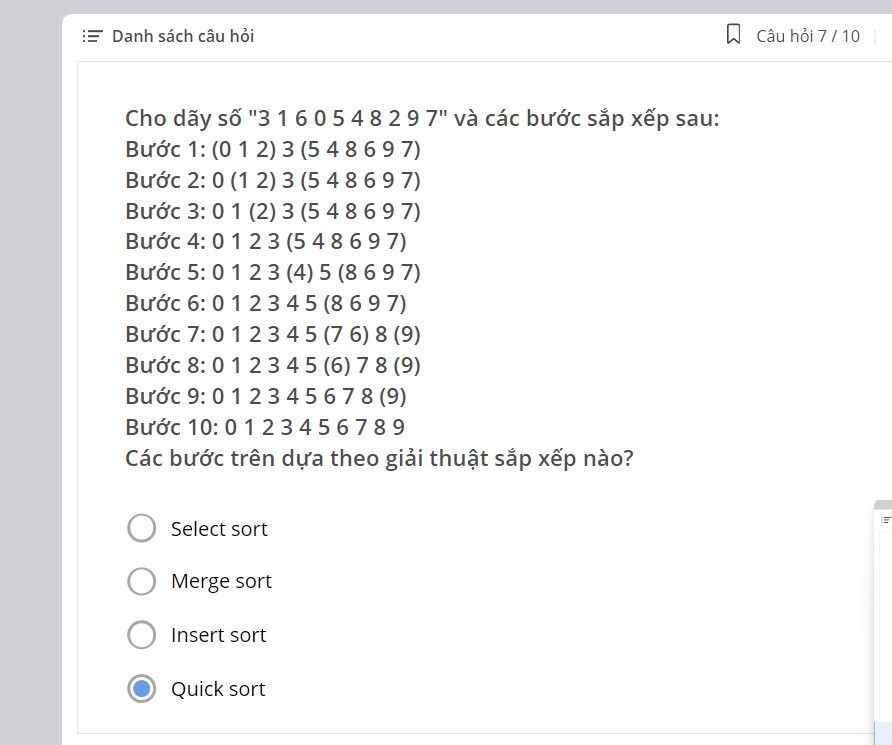 Danh sách câu hỏi
Câu hỏi 7 / 10
Cho dãy số "3 1 6 0 5 4 8 2 9 7" và các bước sắp xếp sau:
Bước 1: (0 1 2) 3 (5 4 8 6 9 7)
Bước 2: 0 (1 2) 3 (5 4 8 6 9 7)
Bước 3: 0 1 (2) 3 (5 4 8 6 9 7)
Bước 4: 0 1 2 3 (5 4 8 6 9 7)
Bước 5: 0 1 2 3 (4) 5 (8 6 9 7)
Bước 6: 0 1 2 3 4 5 (8 6 9 7)
Bước 7: 0 1 2 3 4 5 (7 6) 8 (9)
Bước 8: 0 1 2 3 4 5 (6) 7 8 (9)
Bước 9: 0 1 2 3 4 5 6 7 8 (9)
Bước 10: 0 1 2 3 4 5 6 7 8 9
Các bước trên dựa theo giải thuật sắp xếp nào?
Select sort
Merge sort
Insert sort
Quick sort